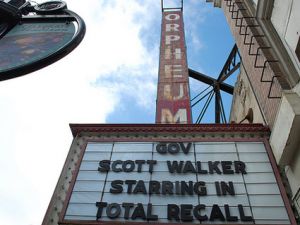 ORPHEUM
GOV
SCOTT WALKER
STARRING IN
TOTAL RECALL